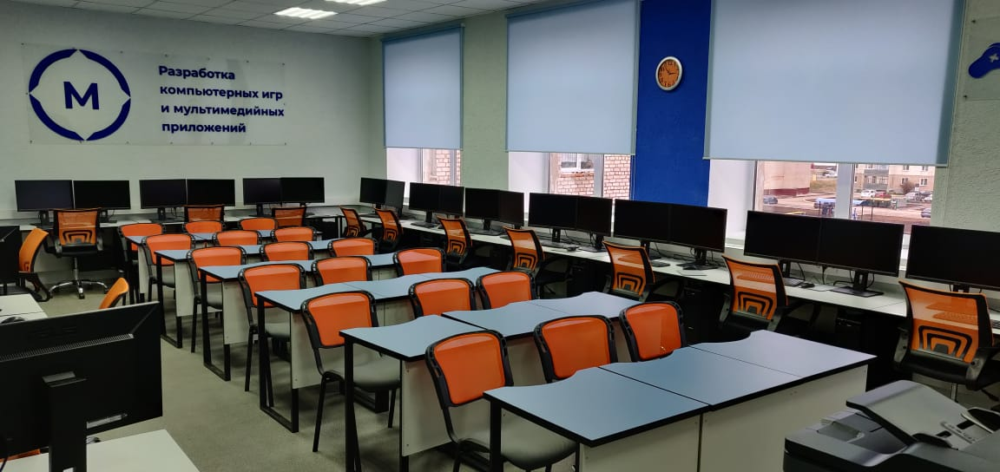 М
Разработка
компьютерных игр
и мультимедийных
приложений